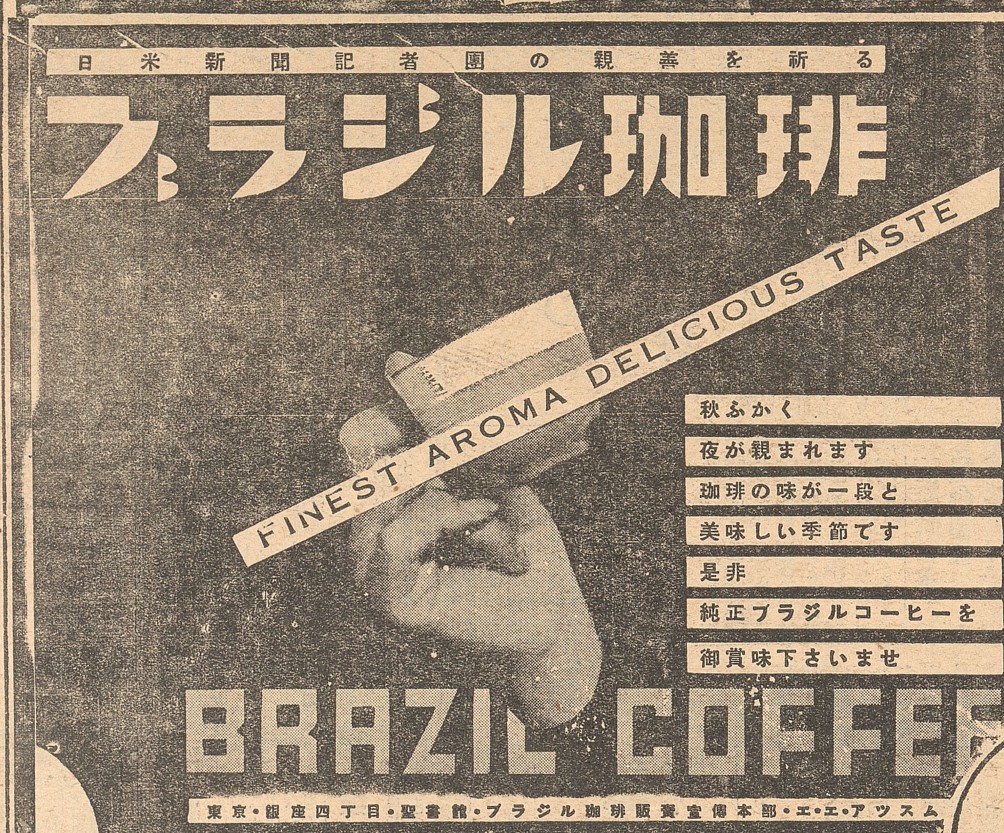 日米新聞記者團の親善を祈る
ブラジル珈琲
FINEST AROMA DELICIOUS TASTE
秋ふかく
夜が親まれます
珈琲の味が一段と
美味しい季節です
是非
純正ブラジルコーヒーを
御賞味下さいませ
BRAZIL COFFEE
東京・銀座四丁目・聖書館・ブラジル珈琲販賣宣傳本部・エ・エ・アツスム